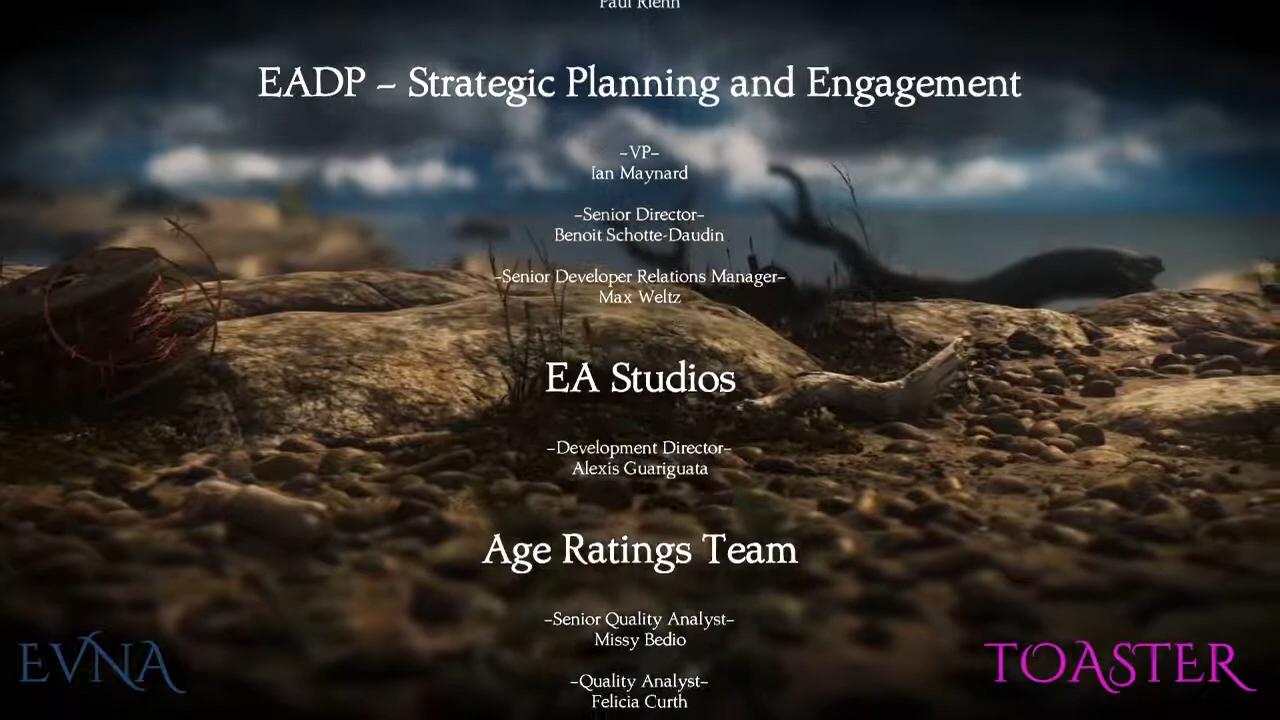 Paul Riehn
EADP – Strategic Planning and Engagement
–VP–
Ian Maynard
–Senior Director–
Benoit Schotte-Daudin
–Senior Developer Relations Manager–
Max Weltz
EA Studios
–Development Director–
Alexis Guariguata
Age Ratings Team
–Senior Quality Analyst–
Missy Bedio
–Quality Analyst–
Felicia Curth
EVNA
TOASTER